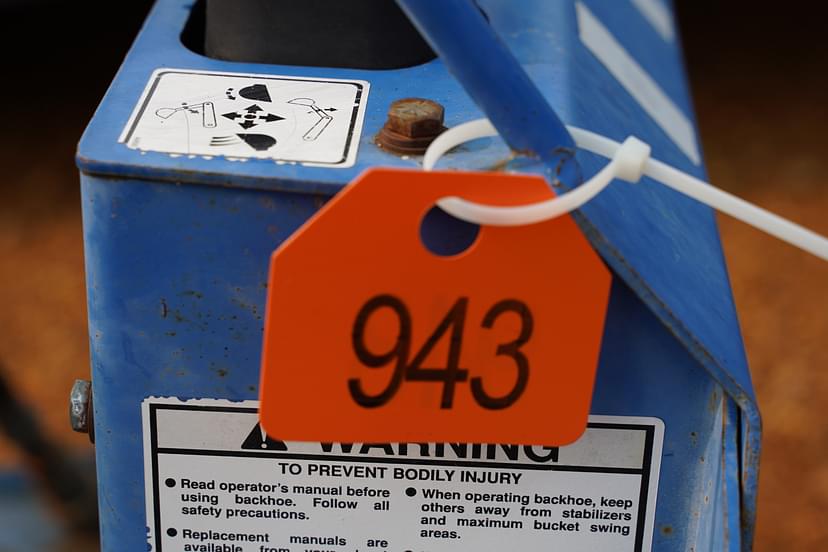 943
WARNING
TO PREVENT BODILY INJURY
● Read operator's manual before
using backhoe. Follow all
safety precautions.
● Replacement manuals are
available from your
● When operating backhoe, keep
others away from stabilizers
and maximum bucket swing
areas.